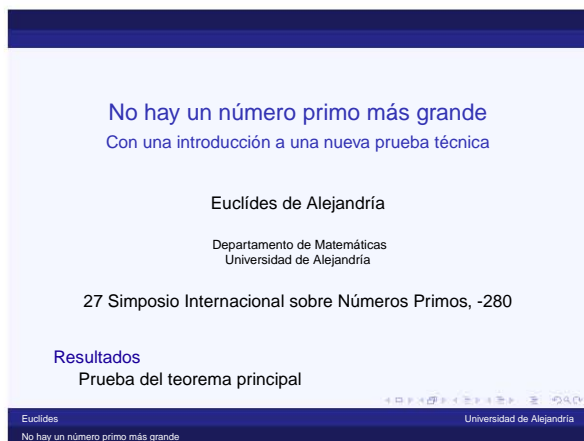 No hay un número primo más grande
Con una introducción a una nueva prueba técnica
Euclídes de Alejandría
Departamento de Matemáticas
Universidad de Alejandría
27 Simposio Internacional sobre Números Primos, -280
Resultados
Prueba del teorema principal
Euclídes Universidad de Alejandría
No hay un número primo más grande